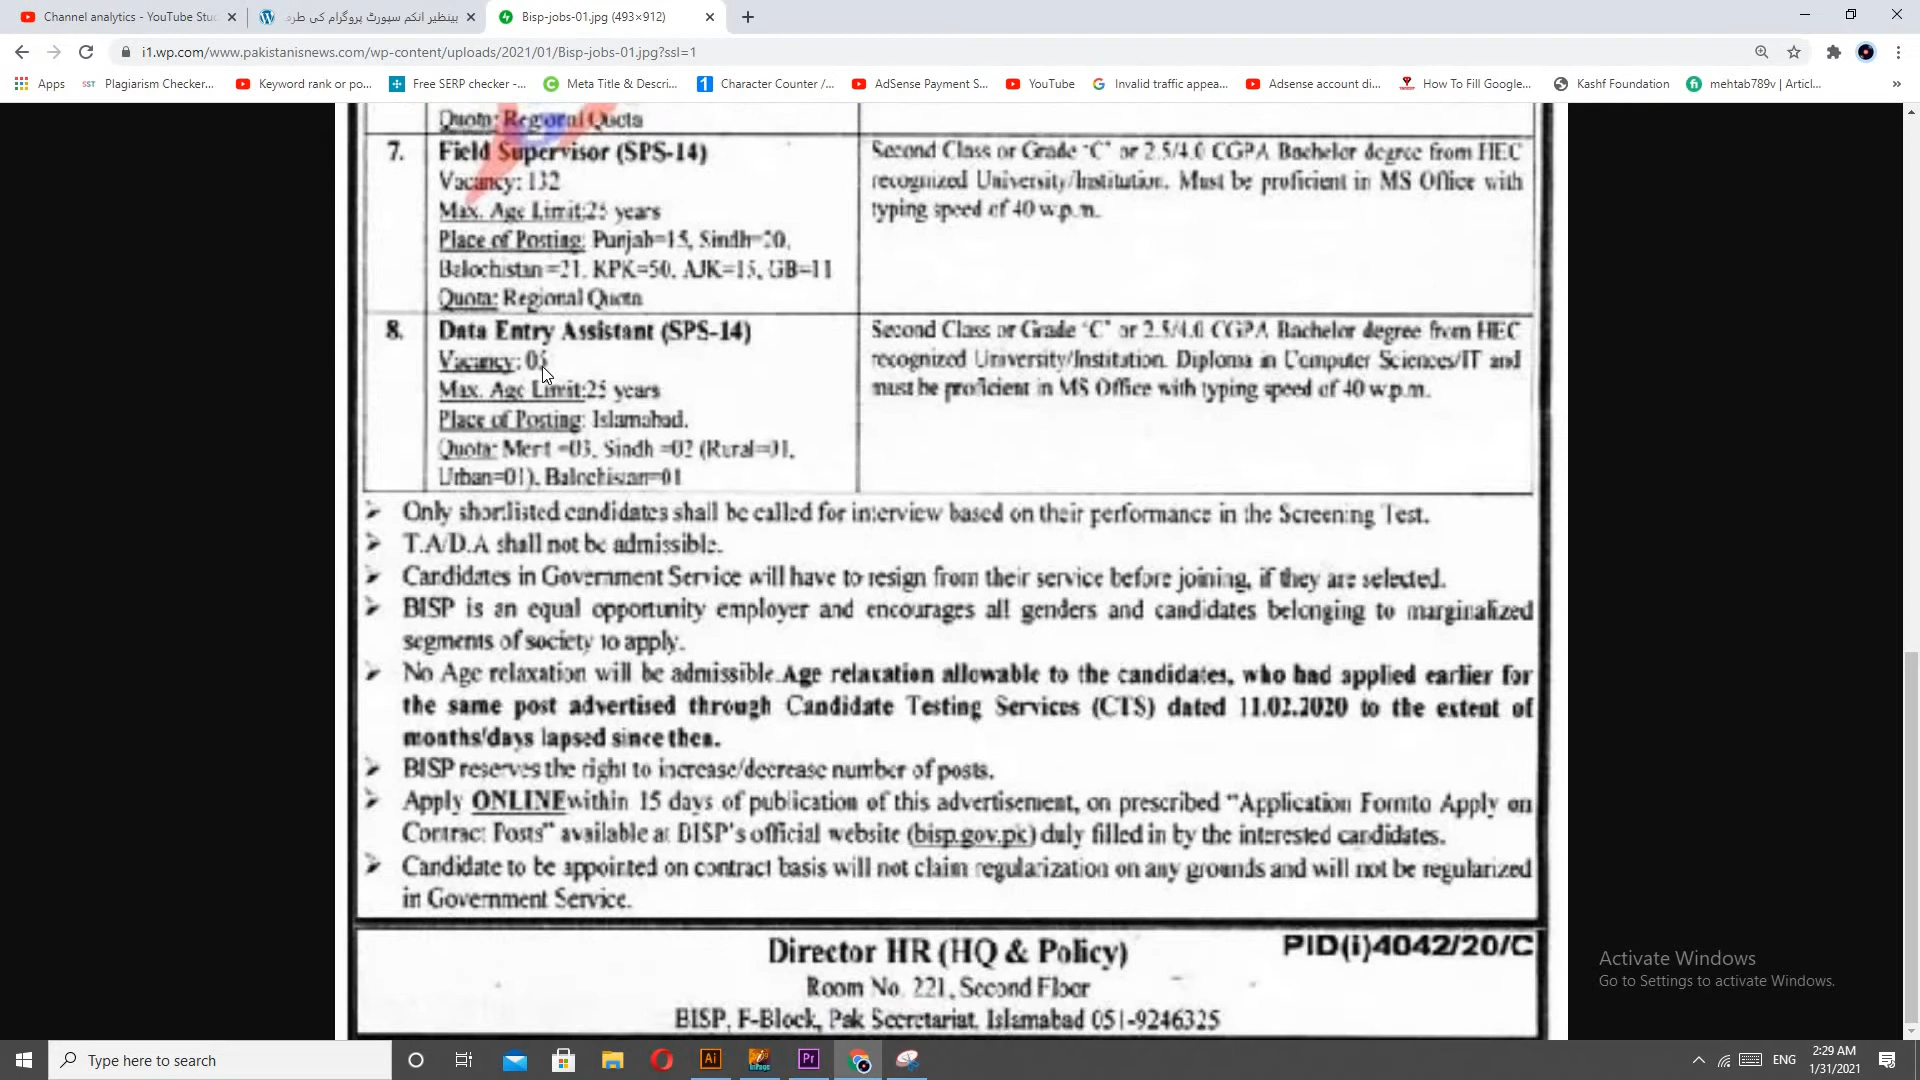 Channel analytics - YouTube Stu
بینظیر انکم سپورٹ پروگرام کی طرف
Bisp-jobs-01.jpg (493×912)
i1.wp.com/www.pakistanisnews.com/wp-content/uploads/2021/01/Bisp-jobs-01.jpg?ssl=1
Apps
Plagiarism Checker...
Keyword rank or po...
Free SERP checker -...
Meta Title & Descri...
Character Counter /...
AdSense Payment S...
YouTube
Invalid traffic appea...
Adsense account di...
How To Fill Google...
Kashf Foundation
mehtab789v | Articl...
Quota: Regional Quota
7.
Field Supervisor (SPS-14)
Vacancy: 132
Max. Age Limit:25 years
Place of Posting: Punjab=15, Sindh=20,
Balochistan =21, KPK=50, AJK=15, GB=11
Quota: Regional Quota
Second Class or Grade 'C' or 2.5/4.0 CGPA Bachelor degree from HEC
recognized University/Institution. Must be proficient in MS Office with
typing speed of 40 w.p.m.
8.
Data Entry Assistant (SPS-14)
Vacancy:
Max. Age Limit:25 years
Place of Posting: Islamabad.
Quota: Merit =03, Sindh =02 (Rural=01,
Urban=01), Balochistan=01
Second Class or Grade 'C' or 2.5/4.0 CGPA Bachelor degree from HEC
recognized University/Institution. Diploma in Computer Sciences/IT and
must be proficient in MS Office with typing speed of 40 w.p.m.
➤ Only shortlisted candidates shall be called for interview based on their performance in the Screening Test.
➤ T.A/D.A shall not be admissible.
➤ Candidates in Government Service will have to resign from their service before joining, if they are selected.
➤ BISP is an equal opportunity employer and encourages all genders and candidates belonging to marginalized
segments of society to apply.
➤ No Age relaxation will be admissible.Age relaxation allowable to the candidates, who had applied earlier for
the same post advertised through Candidate Testing Services (CTS) dated 11.02.2020 to the extent of
months/days lapsed since then.
➤ BISP reserves the right to increase/decrease number of posts.
➤ Apply ONLINE within 15 days of publication of this advertisement, on prescribed "Application Form to Apply on
Contract Posts" available at BISP's official website (bisp.gov.pk) duly filled in by the interested candidates.
➤ Candidate to be appointed on contract basis will not claim regularization on any grounds and will not be regularized
in Government Service.
Director HR (HQ & Policy)
PID(i)4042/20/C
Room No. 221, Second Floor
BISP, F-Block, Pak Secretariat, Islamabad 051-9246325
Activate Windows
Go to Settings to activate Windows.
Type here to search
Ai
Pr
ENG
2:29 AM
1/31/2021